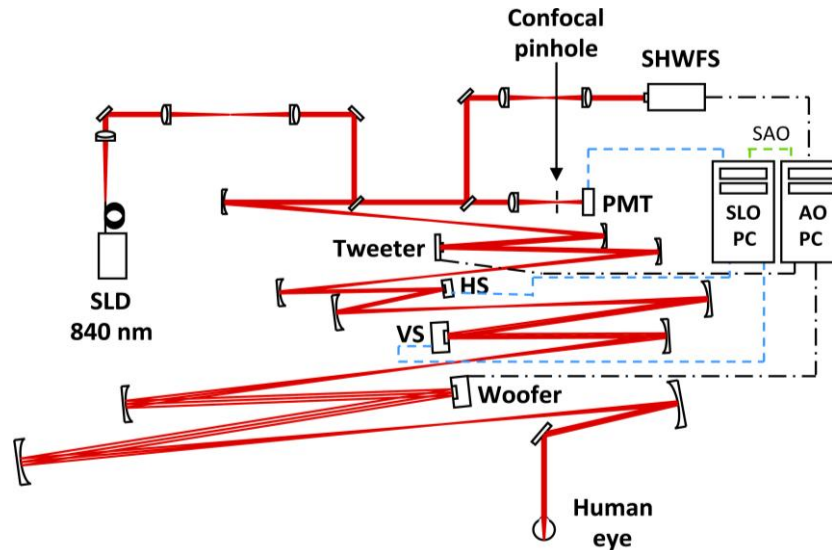 Confocal
pinhole
SHWFS
SAO
SLO
PC
AO
PC
PMT
Tweeter
HS
SLD
840 nm
VS
Woofer
Human
eye